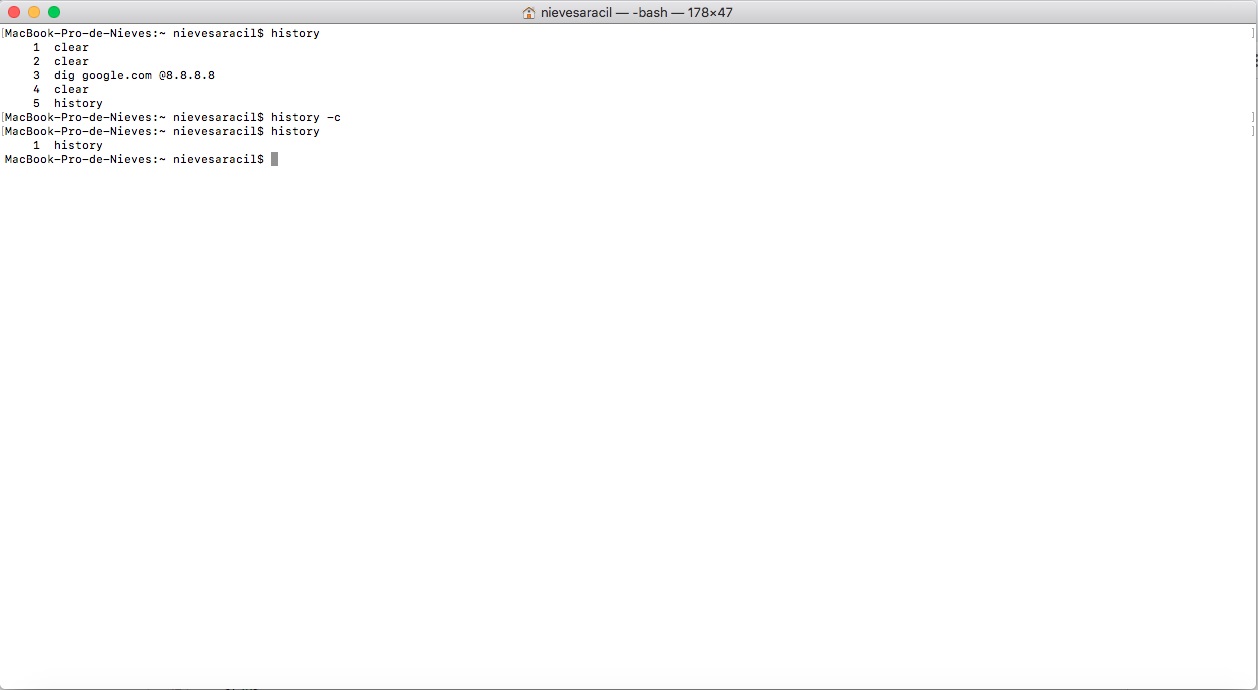 nievesaracil — -bash — 178×47
[MacBook-Pro-de-Nieves:~ nievesaracil$ history ]
1 clear
2 clear
3 dig google.com @8.8.8.8
4 clear
5 history
[MacBook-Pro-de-Nieves:~ nievesaracil$ history -c ]
[MacBook-Pro-de-Nieves:~ nievesaracil$ history ]
1 history
MacBook-Pro-de-Nieves:~ nievesaracil$